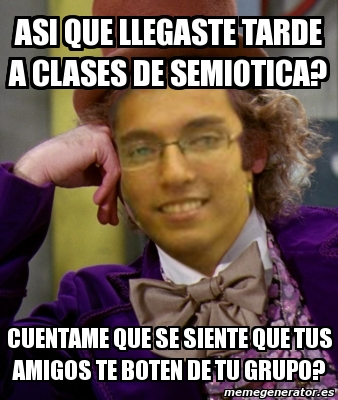 ASI QUE LLEGASTE TARDE
A CLASES DE SEMIOTICA?
CUENTAME QUE SE SIENTE QUE TUS
AMIGOS TE BOTEN DE TU GRUPO?
memegenerator.es